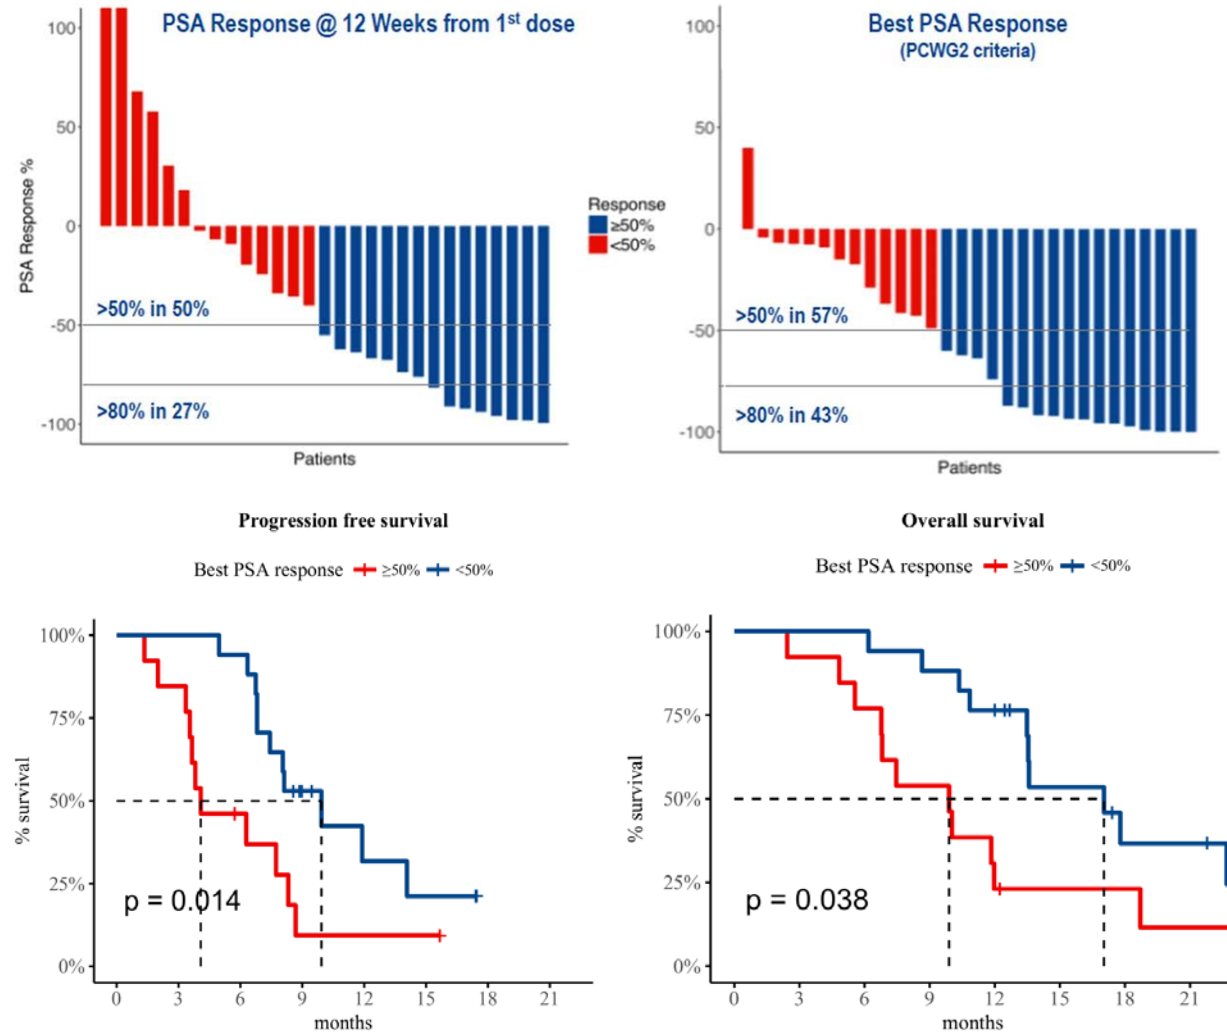 PSA Response @ 12 Weeks from 1st dose
100
50
0
-50
-100
PSA Response %
>50% in 50%
>80% in 27%
Patients
Response
≥50%
<50%
Best PSA Response
(PCWG2 criteria)
100
50
0
-50
-100
>50% in 57%
>80% in 43%
Patients
Progression free survival
Best PSA response ≥50% <50%
100%
75%
50%
25%
0%
% survival
p = 0.014
0 3 6 9 12 15 18 21
months
Overall survival
Best PSA response ≥50% <50%
100%
75%
50%
25%
0%
% survival
p = 0.038
0 3 6 9 12 15 18 21
months